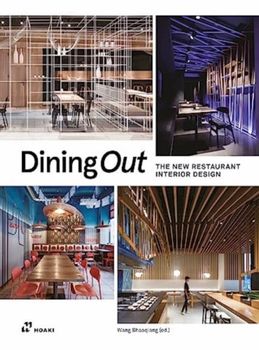 Dining Out
THE NEW RESTAURANT
INTERIOR DESIGN
Wang Shaoqiang (ed.)
HOAKI